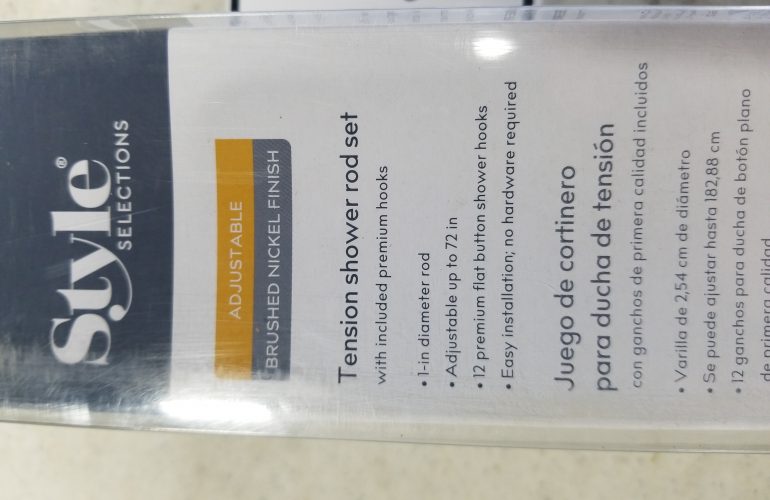 Style®
SELECTIONS
ADJUSTABLE
BRUSHED NICKEL FINISH
Tension shower rod set
with included premium hooks
• 1-in diameter rod
• Adjustable up to 72 in
• 12 premium flat button shower hooks
• Easy installation; no hardware required
Juego de cortinero
para ducha de tensión
con ganchos de primera calidad incluidos
• Varilla de 2,54 cm de diámetro
• Se puede ajustar hasta 182,88 cm
• 12 ganchos para ducha de botón plano
de primera calidad